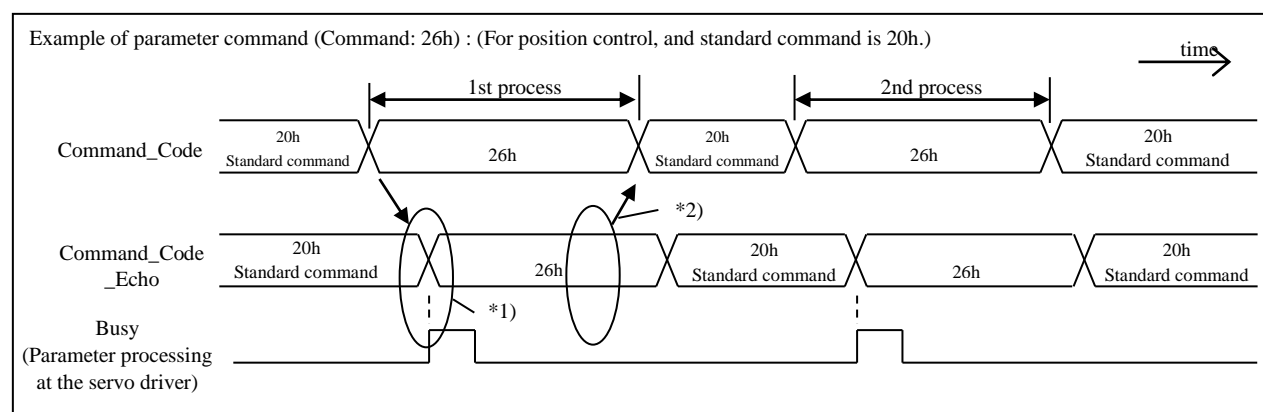 Example of parameter command (Command: 26h) : (For position control, and standard command is 20h.)
time
1st process
2nd process
Command_Code
20h
Standard command
26h
20h
Standard command
26h
20h
Standard command
*2)
Command_Code
_Echo
20h
Standard command
26h
20h
Standard command
26h
20h
Standard command
*1)
Busy
(Parameter processing
at the servo driver)